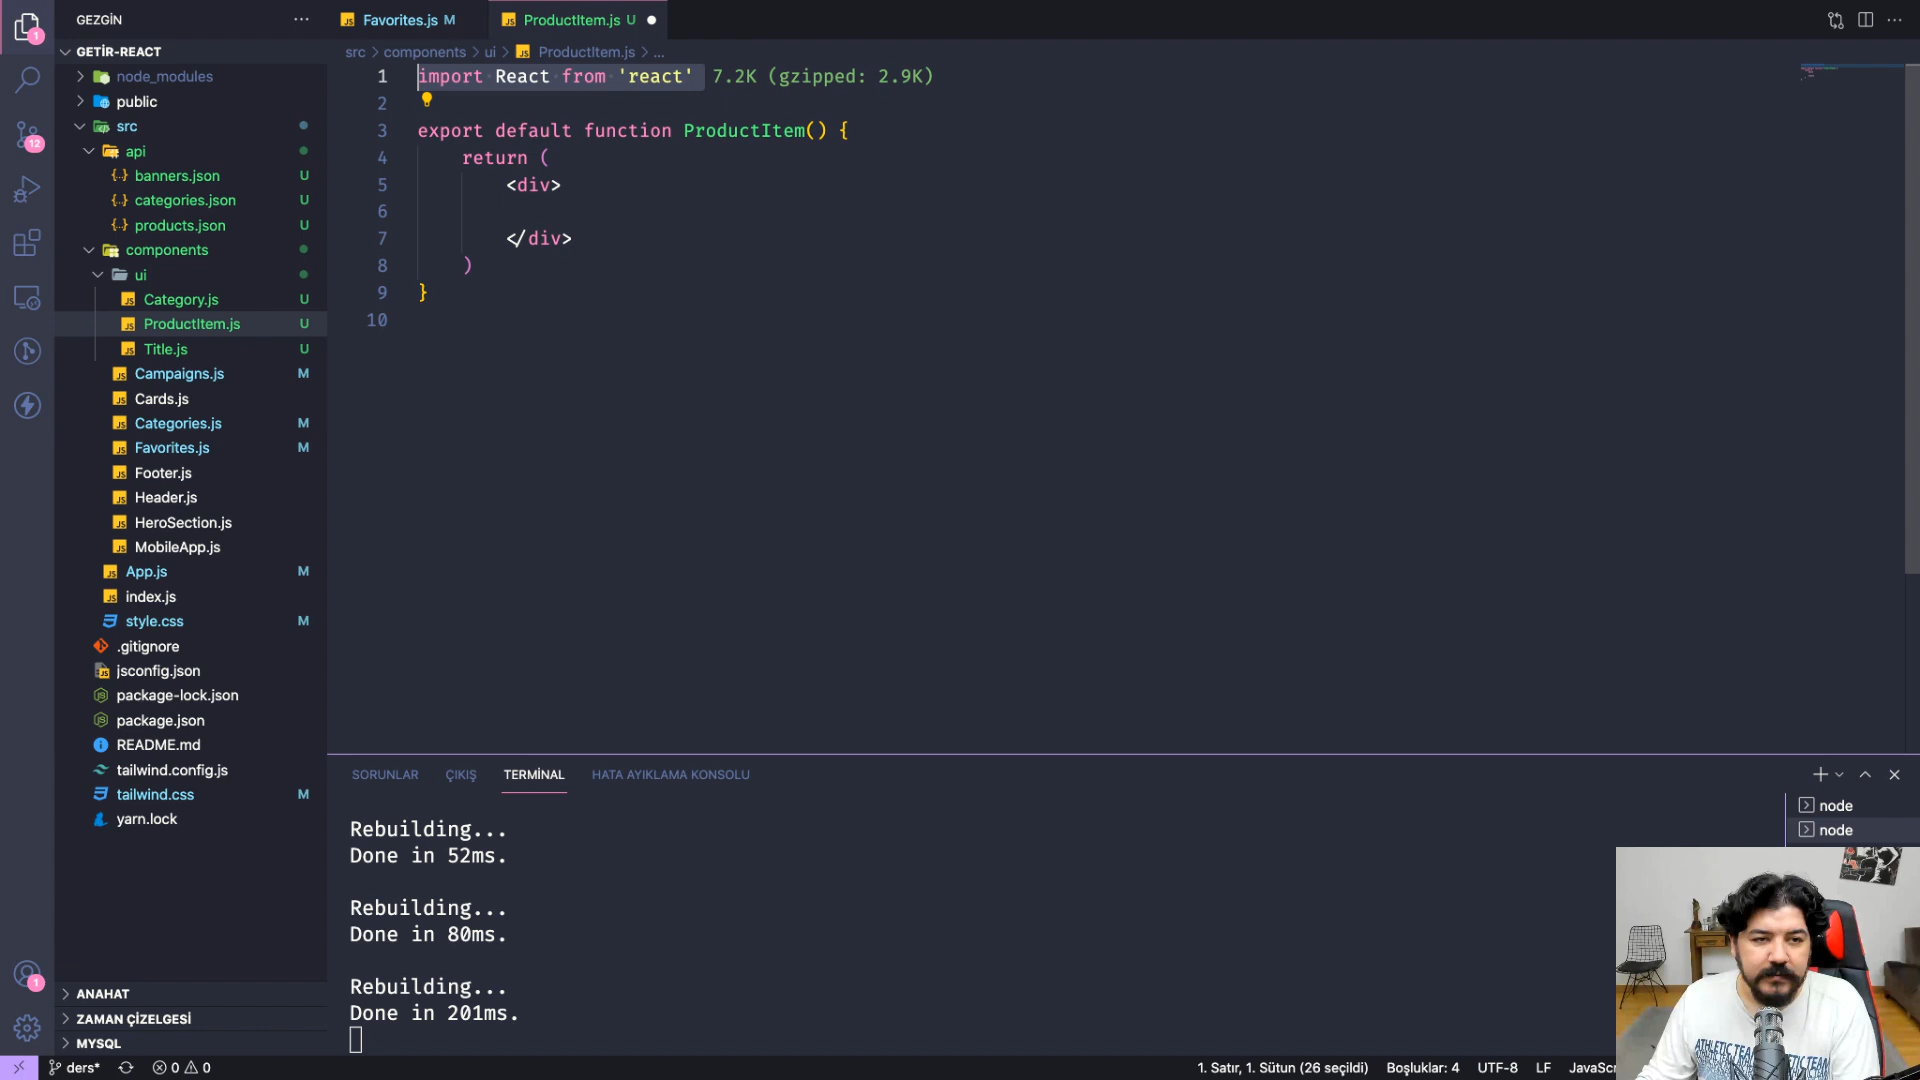 GEZGİN
GETİR-REACT
node_modules
public
src
api
banners.json U
categories.json U
products.json U
components
ui
Category.js U
ProductItem.js U
Title.js U
Campaigns.js M
Cards.js
Categories.js M
Favorites.js M
Footer.js
Header.js
HeroSection.js
MobileApp.js
App.js M
index.js
style.css M
.gitignore
jsconfig.json
package-lock.json
package.json
README.md
tailwind.config.js
tailwind.css M
yarn.lock
ANAHAT
ZAMAN ÇİZELGESİ
MYSQL
1
12
1
Favorites.js M
ProductItem.js U
src > components > ui > ProductItem.js > ...
1 import React from 'react' 7.2K (gzipped: 2.9K)
2
3 export default function ProductItem() {
4 return (
5 <div>
6
7 </div>
8 )
9 }
10
SORUNLAR ÇIKIŞ TERMİNAL HATA AYIKLAMA KONSOLU
Rebuilding...
Done in 52ms.
Rebuilding...
Done in 80ms.
Rebuilding...
Done in 201ms.
node
node
ATHLETIC TEAM
ders* 0 0
1. Satır, 1. Sütun (26 seçildi) Boşluklar: 4 UTF-8 LF JavaScr